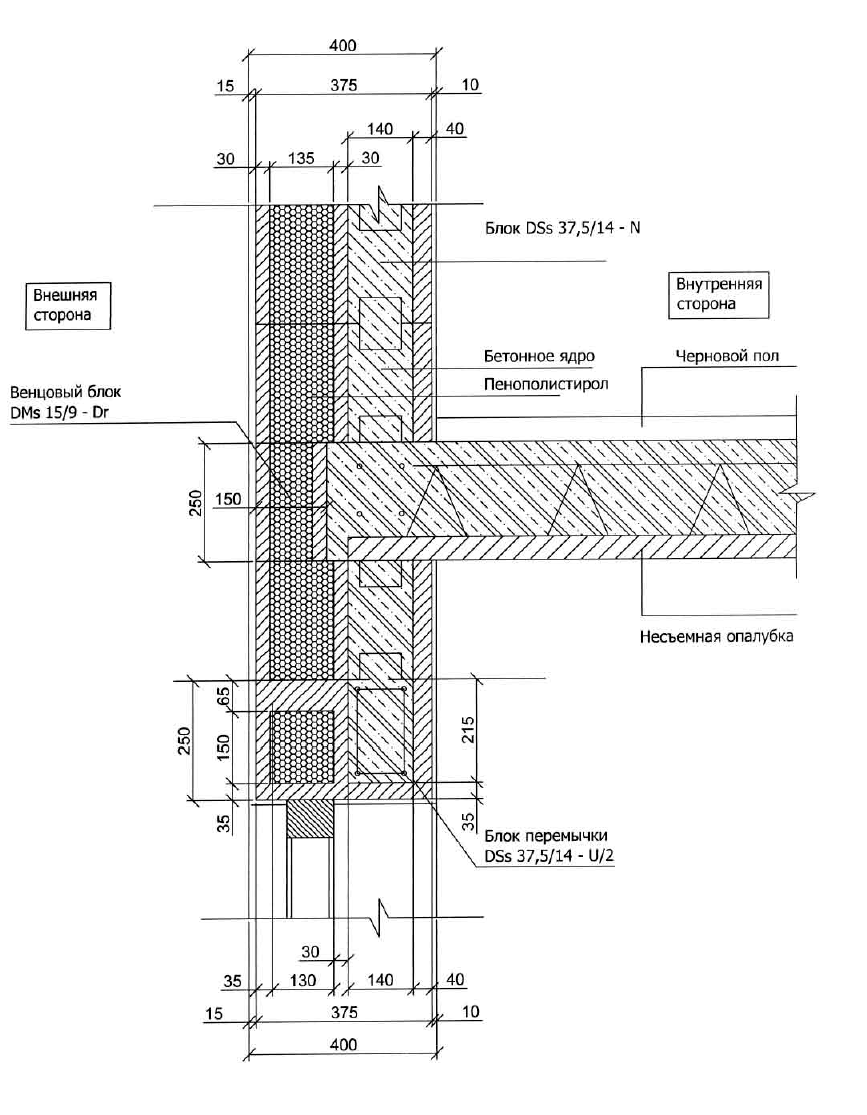 400
15 375 10
140 40
30 135 30
Блок DSs 37,5/14 - N
Внешняя
сторона
Внутренняя
сторона
Бетонное ядро
Черновой пол
Пенополистирол
Венцовый блок
DMs 15/9 - Dr
250
150
Несъемная опалубка
250
65
150
35
215
35
Блок перемычки
DSs 37,5/14 - U/2
30
35 130 140 40
15 375 10
400